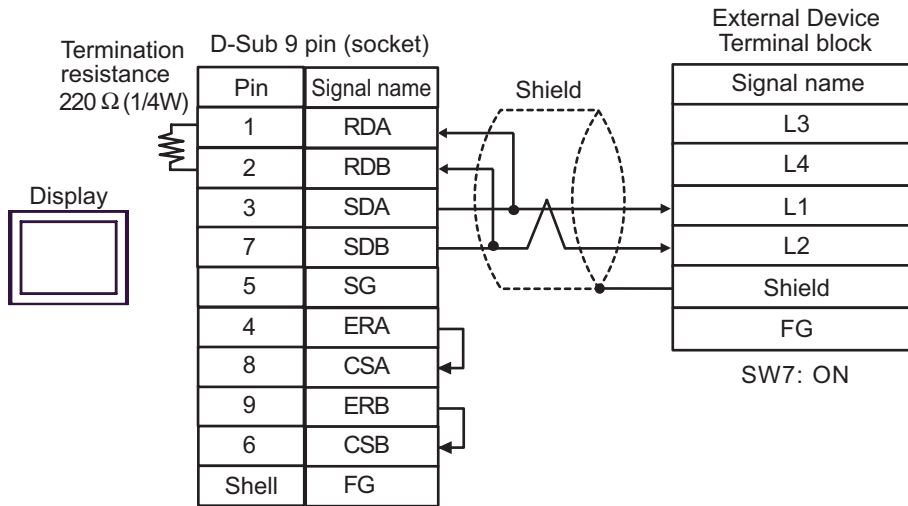 External Device
Terminal block
Termination
resistance
220 Ω (1/4W)
D-Sub 9 pin (socket)
Pin Signal name
1 RDA
2 RDB
3 SDA
7 SDB
5 SG
4 ERA
8 CSA
9 ERB
6 CSB
Shell FG
Display
Shield
Signal name
L3
L4
L1
L2
Shield
FG
SW7: ON